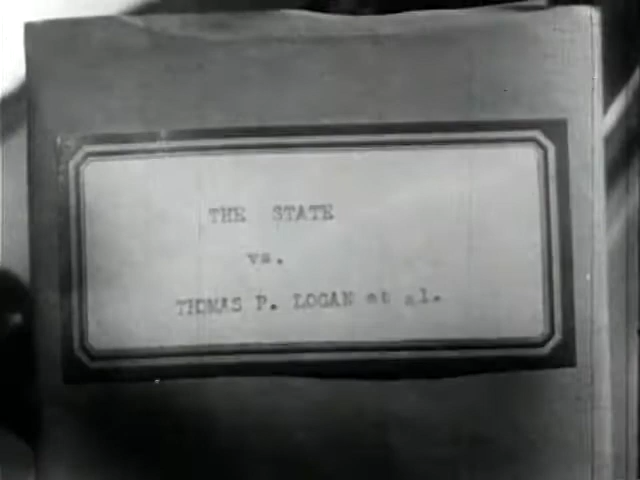 THE STATE
vs.
THOMAS P. LOGAN et al.